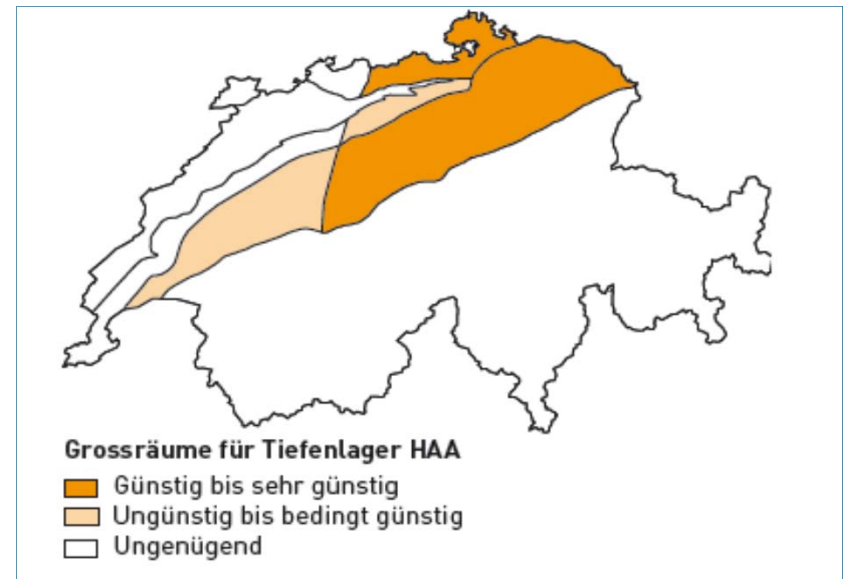 Grossräume für Tiefenlager HAA
Günstig bis sehr günstig
Ungünstig bis bedingt günstig
Ungenügend